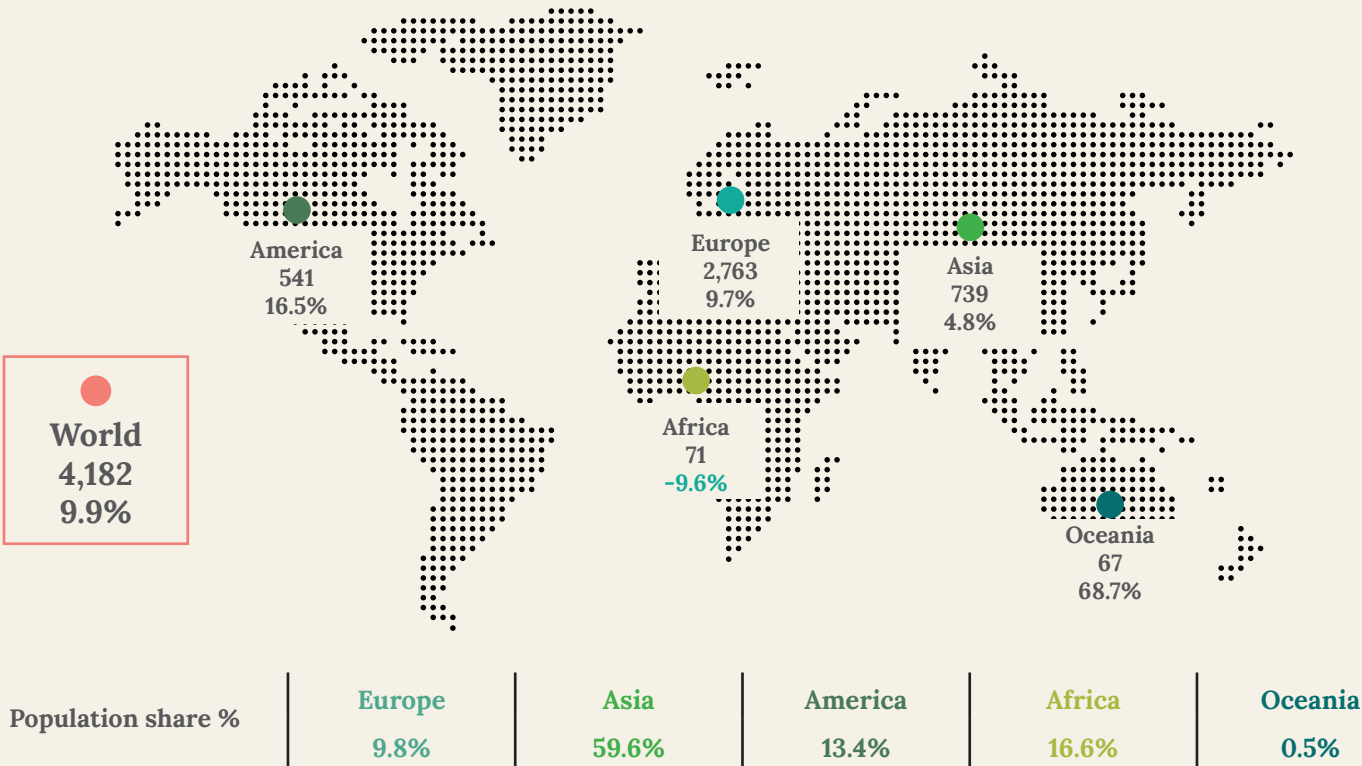 America
541
16.5%
Europe
2,763
9.7%
Asia
739
4.8%
World
4,182
9.9%
Africa
71
-9.6%
Oceania
67
68.7%
Population share %
Europe
9.8%
Asia
59.6%
America
13.4%
Africa
16.6%
Oceania
0.5%